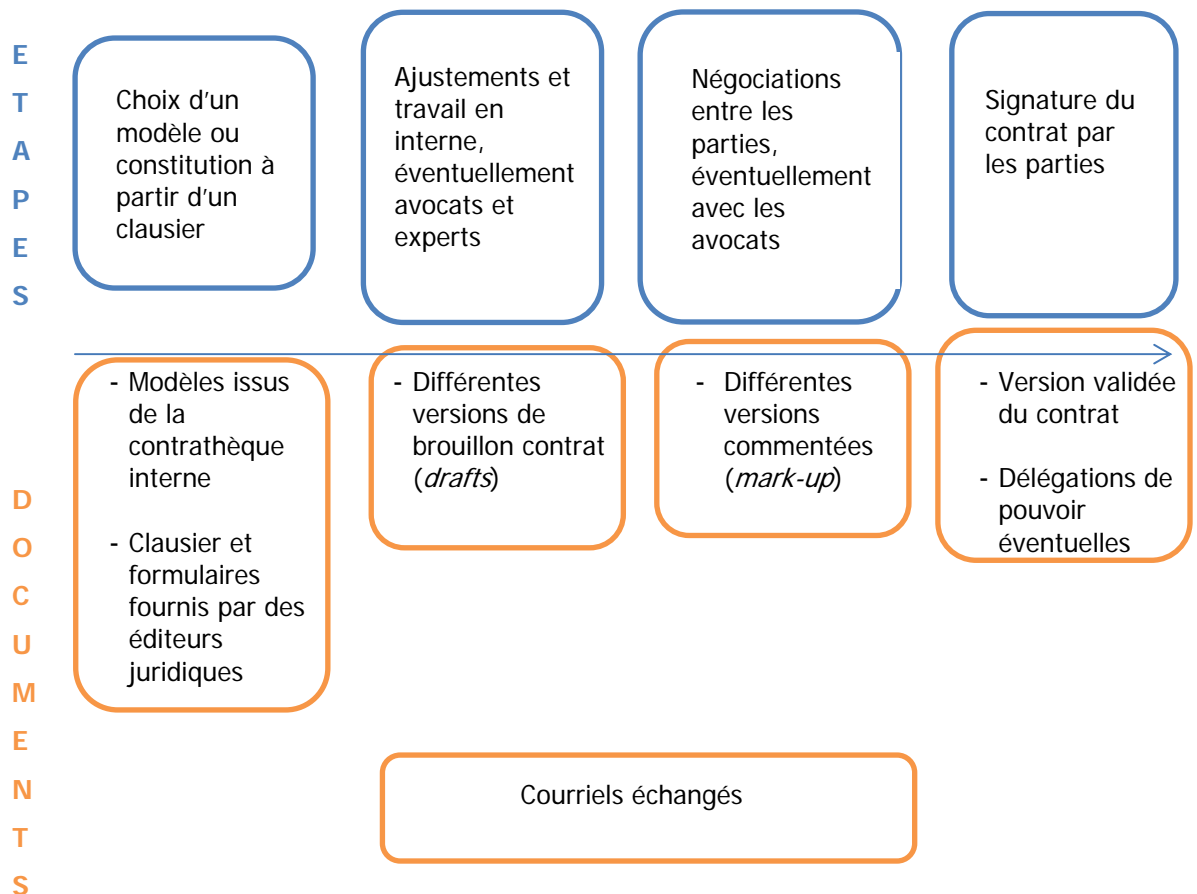 ETAPES
Choix d'un
modèle ou
constitution à
partir d'un
clausier
Ajustements et
travail en
interne,
éventuellement
avocats et
experts
Négociations
entre les
parties,
éventuellement
avec les
avocats
Signature du
contrat par
les parties
DOCUMENTS
- Modèles issus
de la
contrathèque
interne
- Clausier et
formulaires
fournis par des
éditeurs
juridiques
- Différentes
versions de
brouillon contrat
(drafts)
- Différentes
versions
commentées
(mark-up)
- Version validée
du contrat
- Délégations de
pouvoir
éventuelles
Courriels échangés